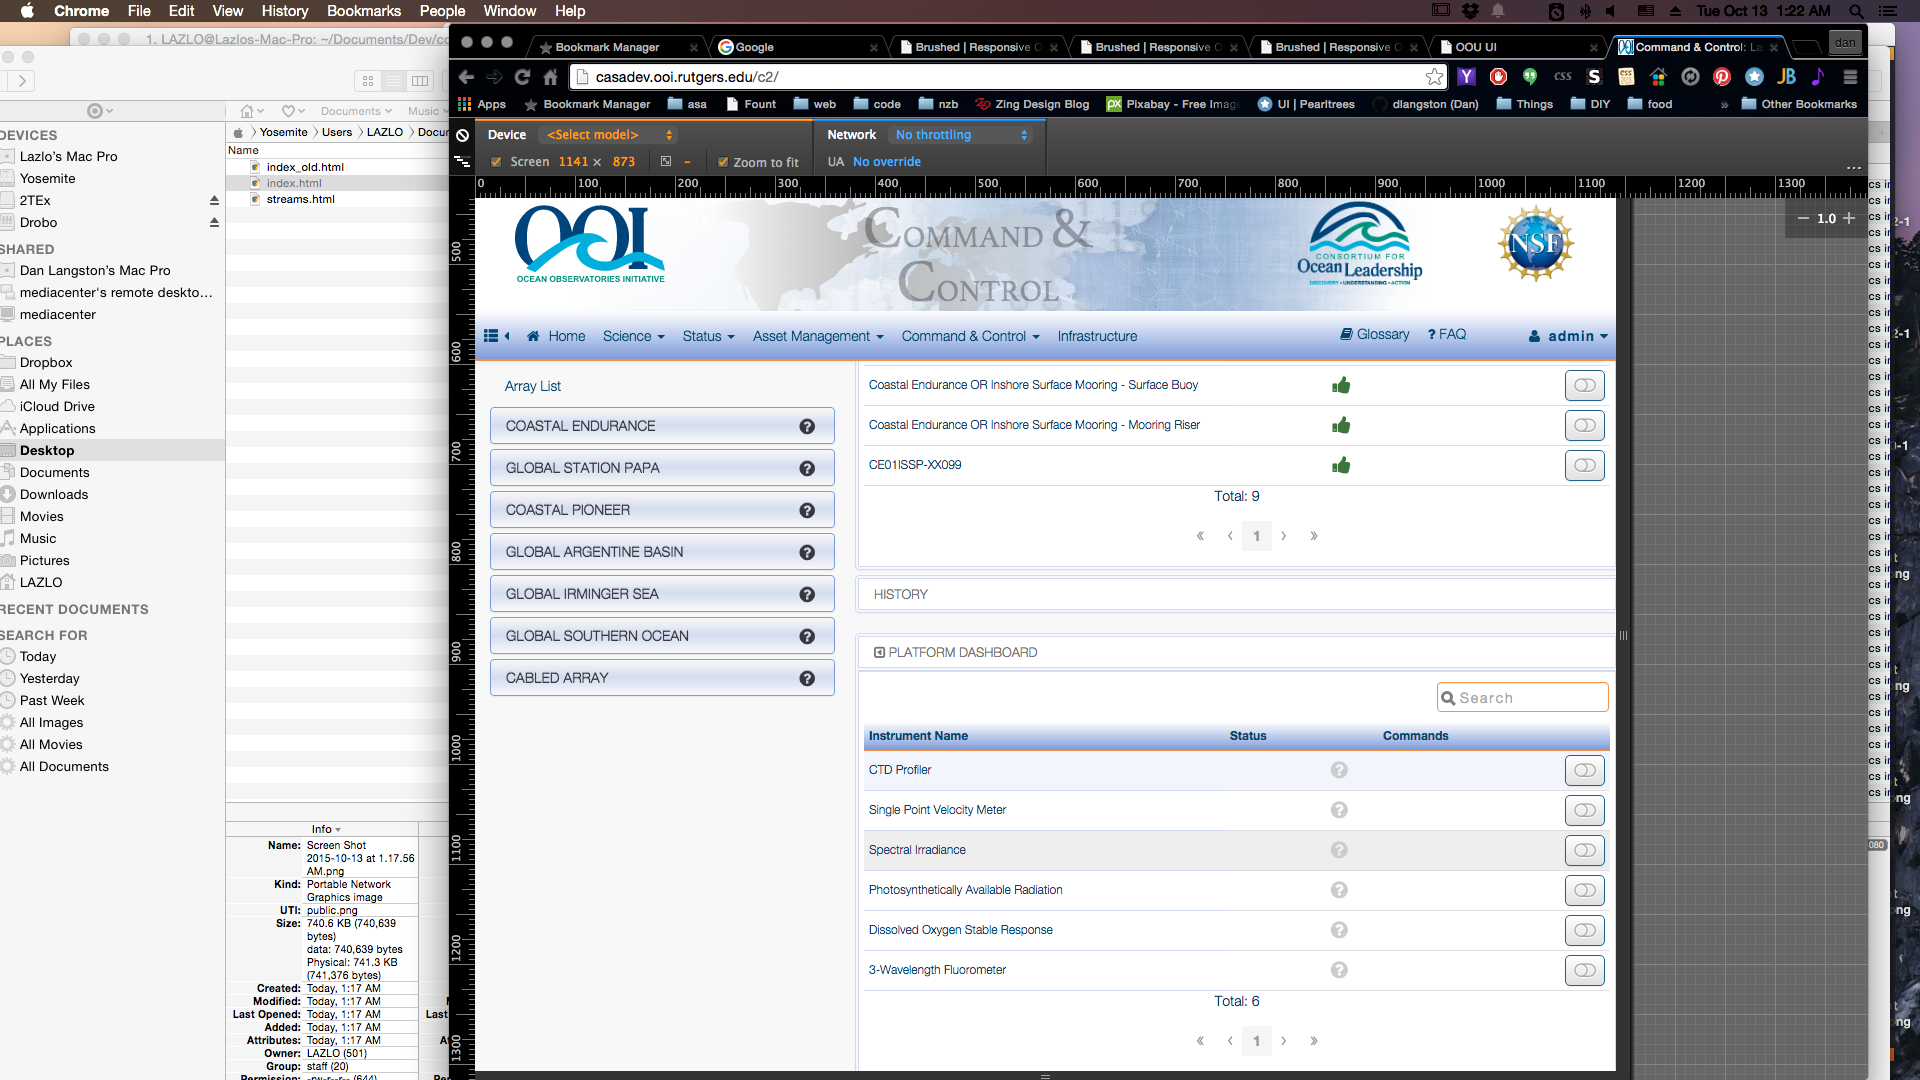 Chrome File Edit View History Bookmarks People Window Help Tue Oct 13 1:22 AM
1. LAZLO@Lazlos-Mac-Pro: ~/Documents/Dev/co
Documents Music
Yosemite Users LAZLO Docu
DEVICES
Lazlo's Mac Pro
Yosemite
2TEx
Drobo
SHARED
Dan Langston's Mac Pro
mediacenter's remote deskto...
mediacenter
PLACES
Dropbox
All My Files
iCloud Drive
Applications
Desktop
Documents
Downloads
Movies
Music
Pictures
LAZLO
RECENT DOCUMENTS
SEARCH FOR
Today
Yesterday
Past Week
All Images
All Movies
All Documents
Name
index_old.html
index.html
streams.html
Info
Name: Screen Shot
2015-10-13 at 1.17.56
AM.png
Kind: Portable Network
Graphics image
UTI: public.png
Size: 740.6 KB (740,639
bytes)
data: 740,639 bytes
Physical: 741.3 KB
(741,376 bytes)
Created: Today, 1:17 AM
Modified: Today, 1:17 AM
Last Opened: Today, 1:17 AM
Added: Today, 1:17 AM
Attributes: Today, 1:17 AM
Owner: LAZLO (501)
Group: staff (20)
Last
Bookmark Manager Google Brushed | Responsive O Brushed | Responsive O Brushed | Responsive O OOU UI Command & Control: La dan
casadev.ooi.rutgers.edu/c2/
Apps Bookmark Manager asa Fount web code nzb Zing Design Blog Pixabay - Free Imag UI | Pearltrees dlangston (Dan) Things DIY food » Other Bookmarks
Device <Select model> Network No throttling
Screen 1141 × 873 – Zoom to fit UA No override
...
0 100 200 300 400 500 600 700 800 900 1000 1100 1200 1300
500
600
700
800
900
1000
1100
1200
1300
1.0
OOI
OCEAN OBSERVATORIES INITIATIVE
COMMAND &
CONTROL
CONSORTIUM FOR
Ocean Leadership
DISCOVERY • UNDERSTANDING • ACTION
NSF
Home Science Status Asset Management Command & Control Infrastructure Glossary ? FAQ admin
Array List
COASTAL ENDURANCE
GLOBAL STATION PAPA
COASTAL PIONEER
GLOBAL ARGENTINE BASIN
GLOBAL IRMINGER SEA
GLOBAL SOUTHERN OCEAN
CABLED ARRAY
Coastal Endurance OR Inshore Surface Mooring - Surface Buoy
Coastal Endurance OR Inshore Surface Mooring - Mooring Riser
CE01ISSP-XX099
Total: 9
« ‹ 1 › »
HISTORY
PLATFORM DASHBOARD
Search
Instrument Name Status Commands
CTD Profiler
Single Point Velocity Meter
Spectral Irradiance
Photosynthetically Available Radiation
Dissolved Oxygen Stable Response
3-Wavelength Fluorometer
Total: 6
« ‹ 1 › »